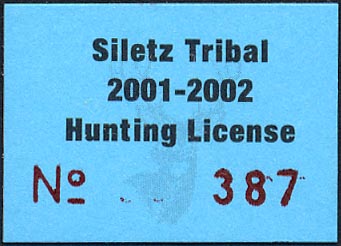 Siletz Tribal
2001-2002
Hunting License
Nº 387